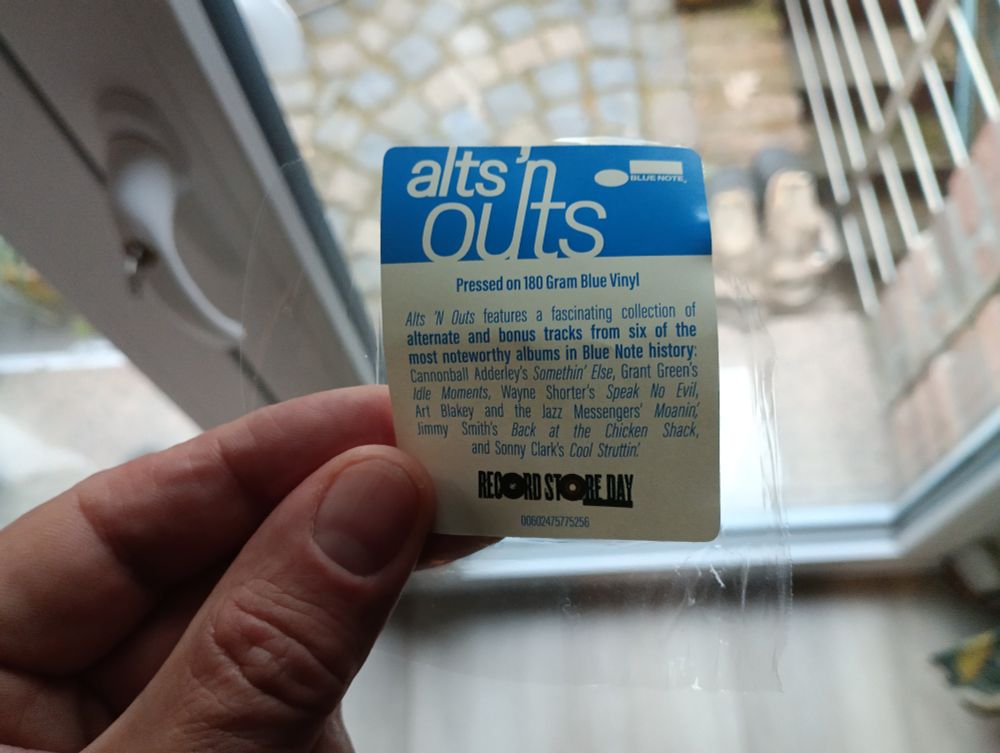 alts 'n
outs
BLUE NOTE
Pressed on 180 Gram Blue Vinyl
Alts 'N Outs features a fascinating collection of
alternate and bonus tracks from six of the
most noteworthy albums in Blue Note history:
Cannonball Adderley's Somethin' Else, Grant Green's
Idle Moments, Wayne Shorter's Speak No Evil,
Art Blakey and the Jazz Messengers' Moanin',
Jimmy Smith's Back at the Chicken Shack,
and Sonny Clark's Cool Struttin'.
RECORD STORE DAY
00602475775256